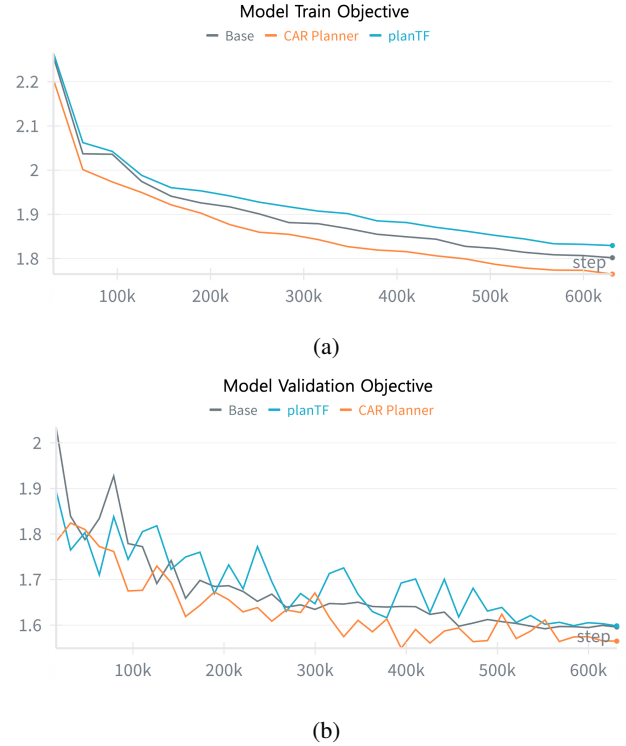 Model Train Objective
Base CAR Planner planTF
2.2
2.1
2
1.9
1.8
step
100k 200k 300k 400k 500k 600k
(a)
Model Validation Objective
Base planTF CAR Planner
2
1.9
1.8
1.7
1.6
step
100k 200k 300k 400k 500k 600k
(b)